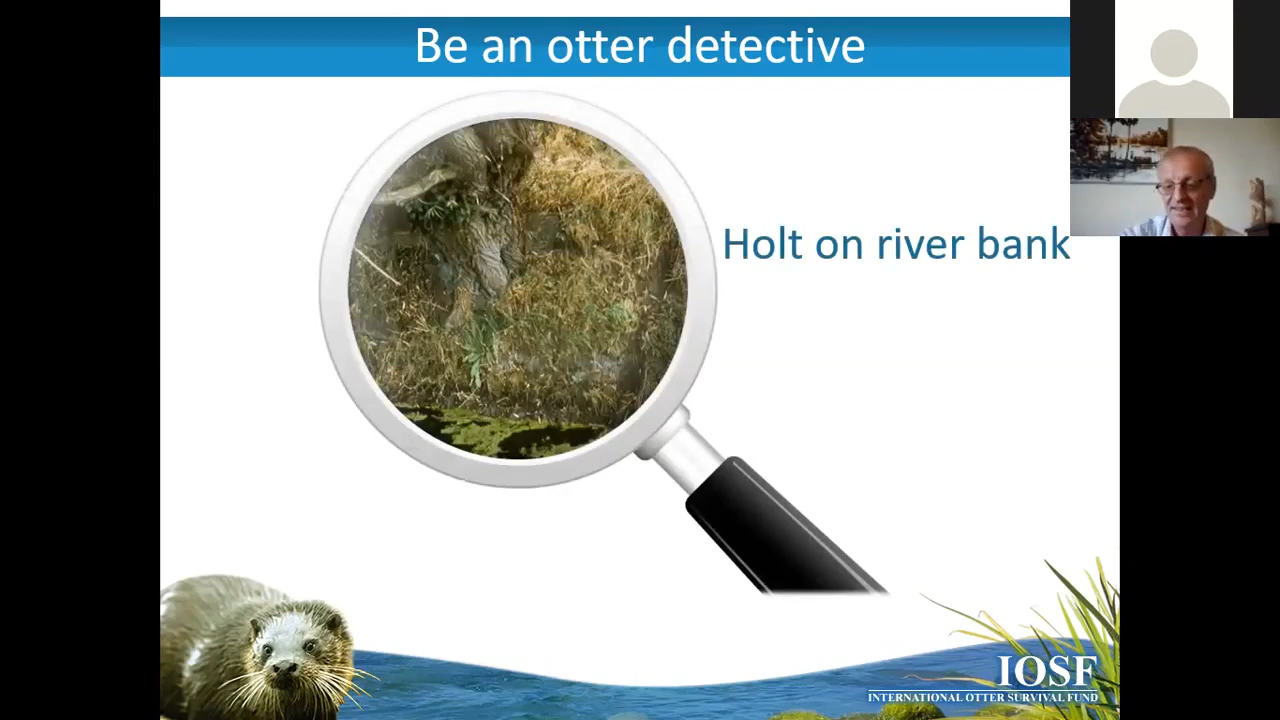 Be an otter detective
Holt on river bank
IOSF
INTERNATIONAL OTTER SURVIVAL FUND